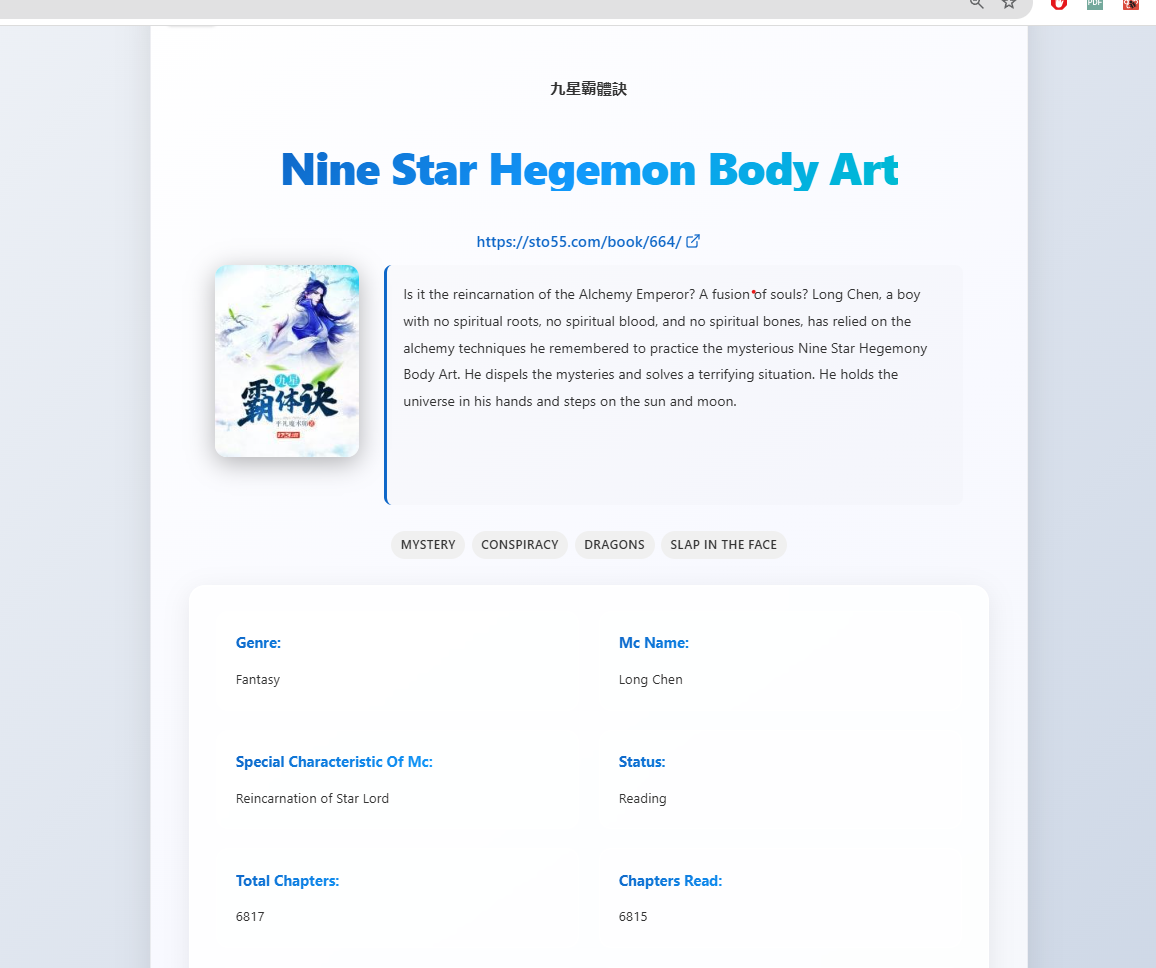 PDF
九星霸體訣
Nine Star Hegemon Body Art
https://sto55.com/book/664/
九星
霸体诀
平凡魔术师
Is it the reincarnation of the Alchemy Emperor? A fusion of souls? Long Chen, a boy
with no spiritual roots, no spiritual blood, and no spiritual bones, has relied on the
alchemy techniques he remembered to practice the mysterious Nine Star Hegemony
Body Art. He dispels the mysteries and solves a terrifying situation. He holds the
universe in his hands and steps on the sun and moon.
MYSTERY CONSPIRACY DRAGONS SLAP IN THE FACE
Genre:
Fantasy
Mc Name:
Long Chen
Special Characteristic Of Mc:
Reincarnation of Star Lord
Status:
Reading
Total Chapters:
6817
Chapters Read:
6815